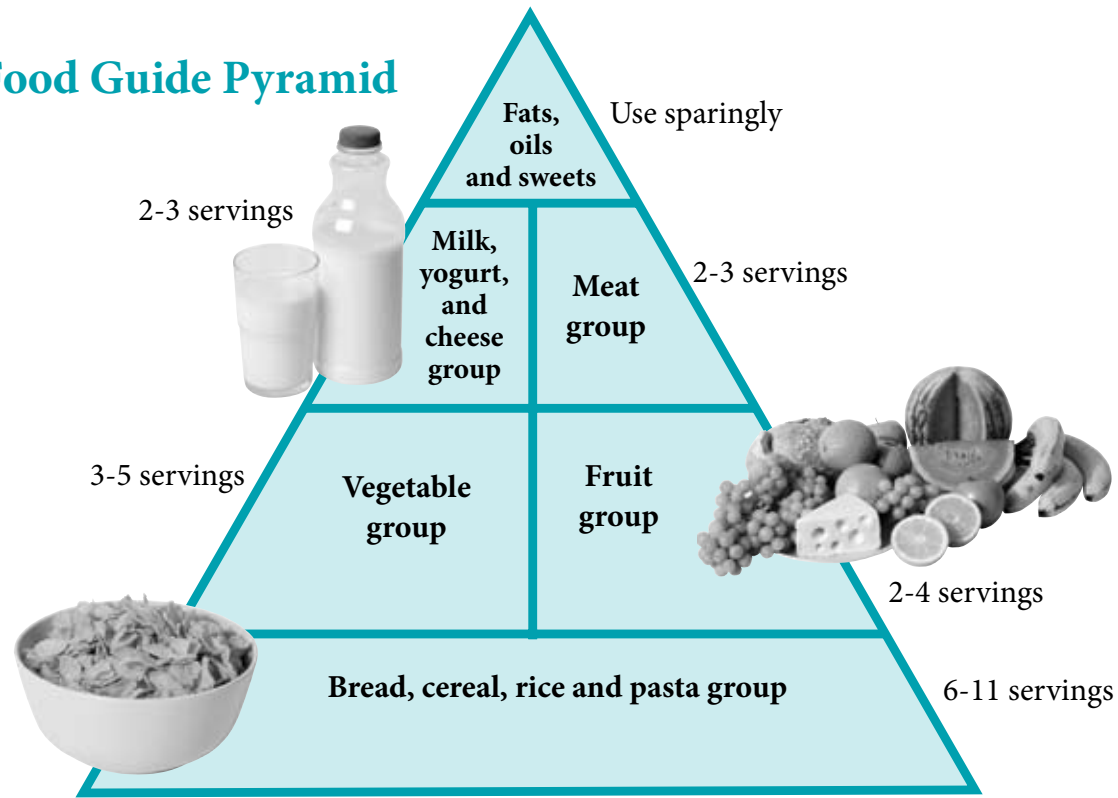 ood Guide Pyramid
Fats,
oils
and sweets
Use sparingly
2-3 servings
Milk,
yogurt,
and
cheese
group
Meat
group
2-3 servings
3-5 servings
Vegetable
group
Fruit
group
2-4 servings
Bread, cereal, rice and pasta group
6-11 servings